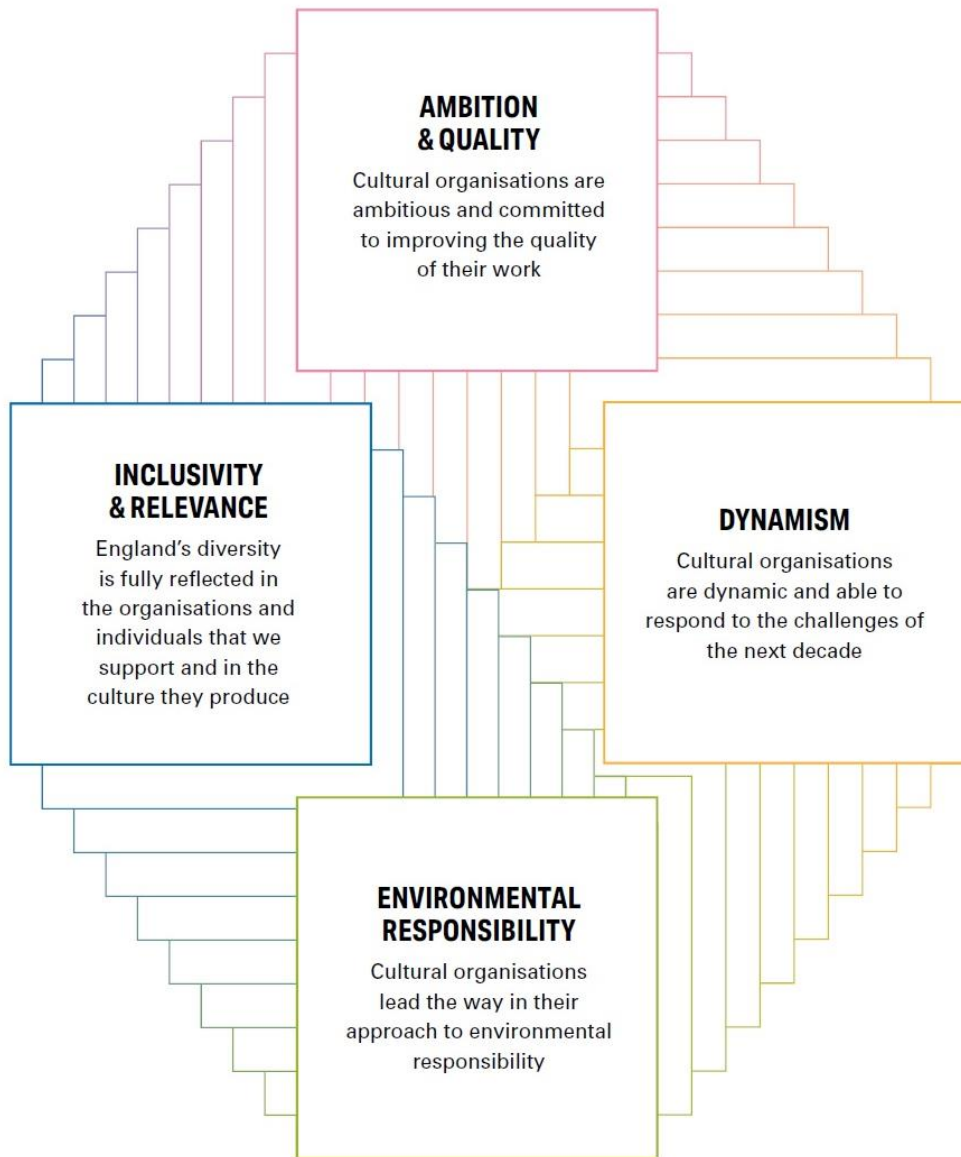 AMBITION
& QUALITY
Cultural organisations are
ambitious and committed
to improving the quality
of their work
INCLUSIVITY
& RELEVANCE
England’s diversity
is fully reflected in
the organisations and
individuals that we
support and in the
culture they produce
DYNAMISM
Cultural organisations
are dynamic and able to
respond to the challenges of
the next decade
ENVIRONMENTAL
RESPONSIBILITY
Cultural organisations
lead the way in their
approach to environmental
responsibility